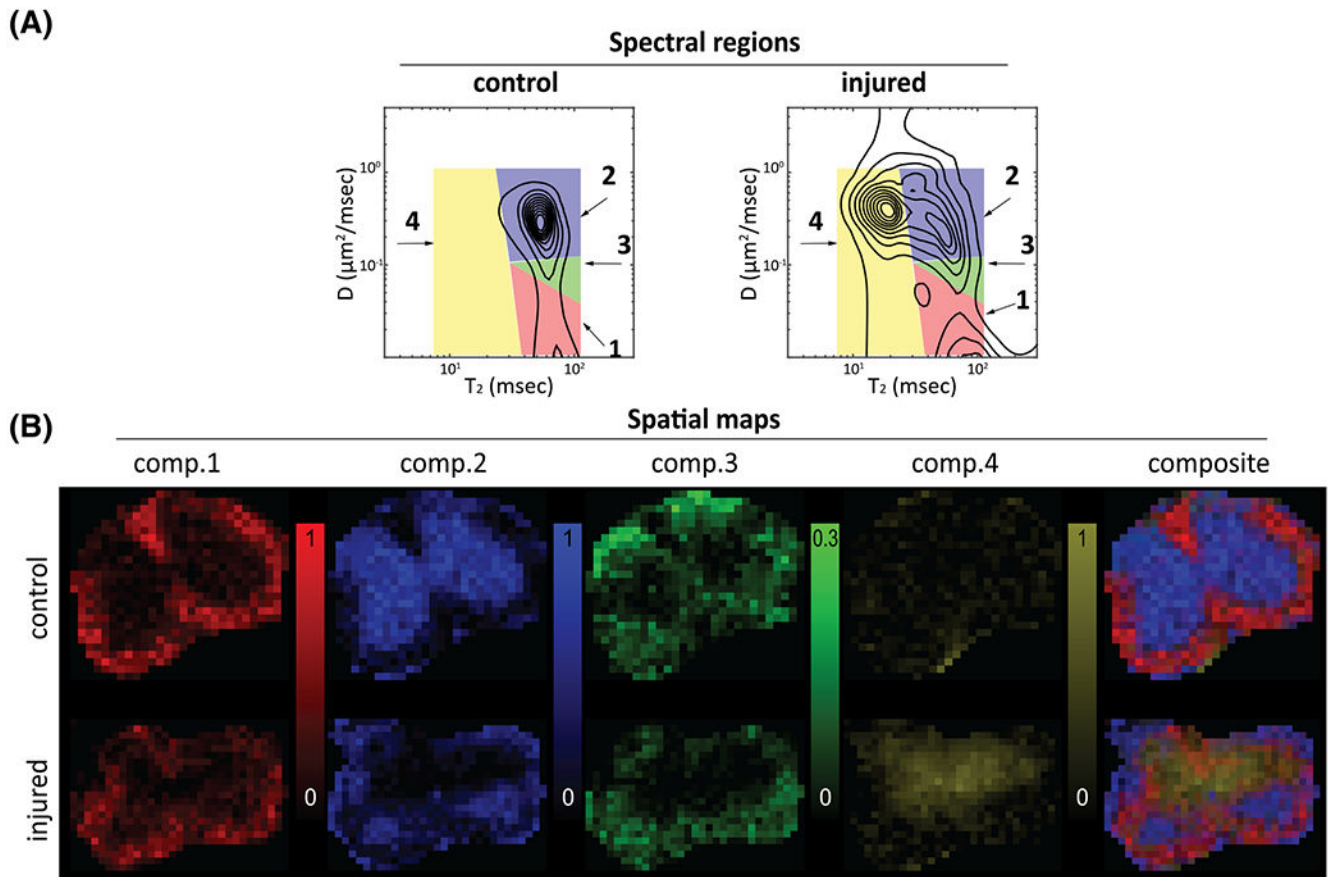 (A)
Spectral regions
control
injured
D (μm²/msec)
10⁰
10⁻¹
10¹
10²
T₂ (msec)
4
2
3
1
D (μm²/msec)
10⁰
10⁻¹
10¹
10²
T₂ (msec)
4
2
3
1
(B)
Spatial maps
comp.1 comp.2 comp.3 comp.4 composite
control
1 1 0.3 1
injured
0 0 0 0